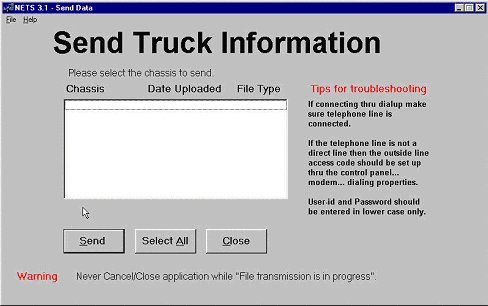 NETS 3.1 - Send Data
File Help
Send Truck Information
Please select the chassis to send.
Chassis Date Uploaded File Type
Tips for troubleshooting
If connecting thru dialup make
sure telephone line is
connected.
If the telephone line is not a
direct line then the outside line
access code should be set up
thru the control panel...
modem... dialing properties.
User-id and Password should
be entered in lower case only.
Send Select All Close
Warning Never Cancel/Close application while "File transmission is in progress".